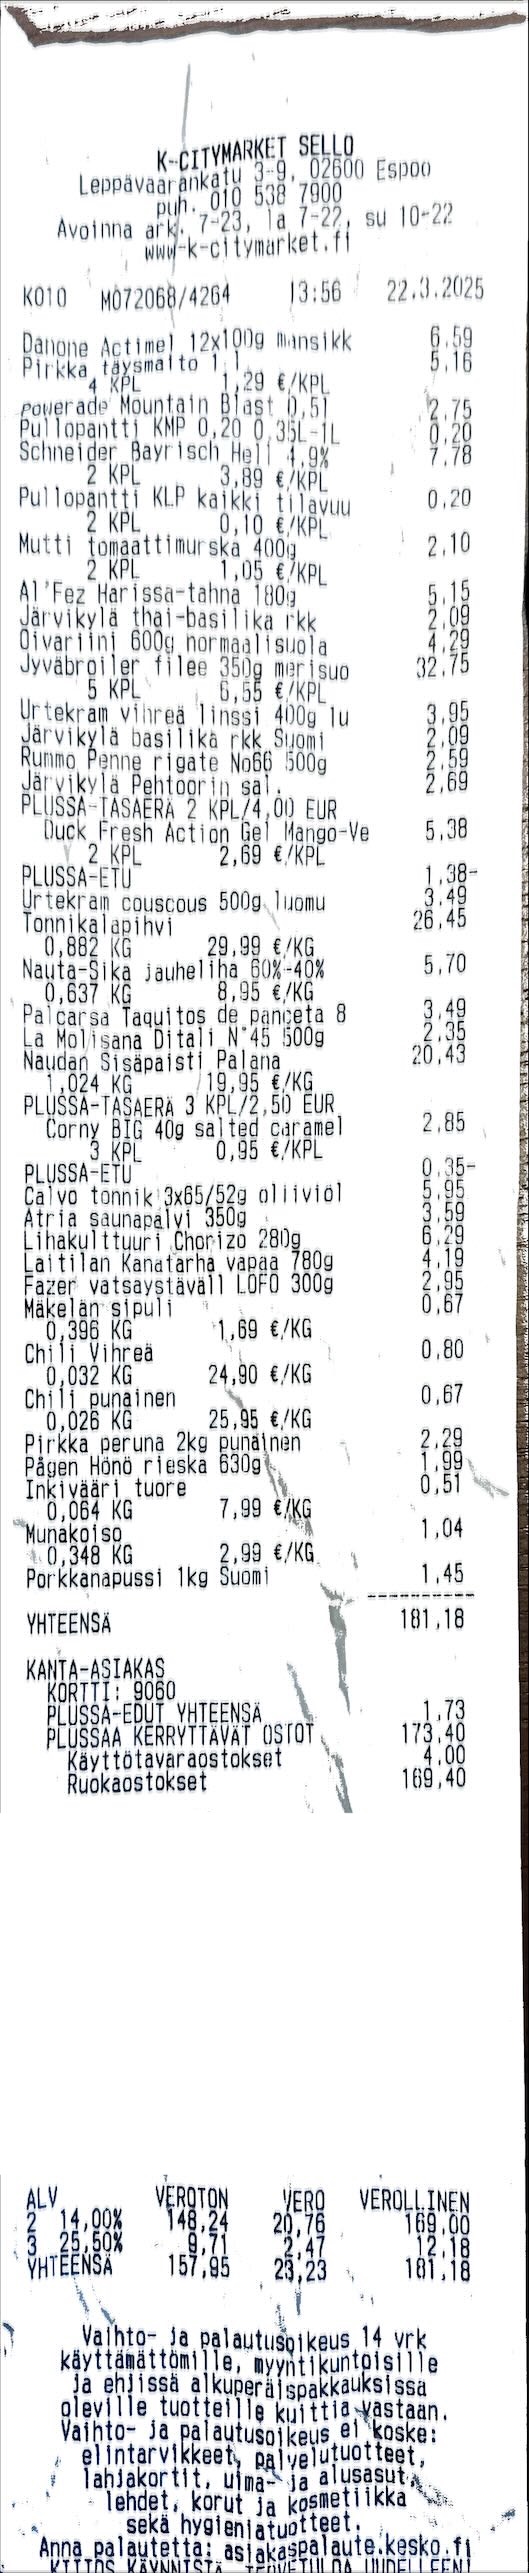 K-CITYMARKET SELLO
Leppävaarankatu 3-9, 02600 Espoo
puh. 010 538 7900
Avoinna ark. 7-23, la 7-22, su 10-22
www-k-citymarket.fi
K010 M072068/4264 13:56 22.3.2025
Danone Actimel 12x100g mansikk 6,59
Pirkka täysmaito 1 l 5,16
4 KPL 1,29 €/KPL
Powerade Mountain Blast 0,5l 2,75
Pullopantti KMP 0,20 0,35L-1L 0,20
Schneider Bayrisch Hell 4,9% 7,78
2 KPL 3,89 €/KPL
Pullopantti KLP kaikki tilavuu 0,20
2 KPL 0,10 €/KPL
Mutti tomaattimurska 400g 2,10
2 KPL 1,05 €/KPL
Al'Fez Harissa-tahna 180g 5,15
Järvikylä thai-basilika rkk 2,09
Oivariini 600g normaalisuola 4,29
Jyväbroiler filee 350g merisuo 32,75
5 KPL 6,55 €/KPL
Urtekram vihreä linssi 400g lu 3,95
Järvikylä basilika rkk Suomi 2,09
Rummo Penne rigate No66 500g 2,59
Järvikylä Pehtoorin sal. 2,69
PLUSSA-TASAERÄ 2 KPL/4,00 EUR
Duck Fresh Action Gel Mango-Ve 5,38
2 KPL 2,69 €/KPL
PLUSSA-ETU 1,38-
Urtekram couscous 500g luomu 3,49
Tonnikalapihvi 26,45
0,882 KG 29,99 €/KG
Nauta-Sika jauheliha 60%-40% 5,70
0,637 KG 8,95 €/KG
Palcarsa Taquitos de panceta 8 3,49
La Molisana Ditali N°45 500g 2,35
Naudan Sisäpaisti Palana 20,43
1,024 KG 19,95 €/KG
PLUSSA-TASAERÄ 3 KPL/2,50 EUR
Corny BIG 40g salted caramel 2,85
3 KPL 0,95 €/KPL
PLUSSA-ETU 0,35-
Calvo tonnik 3x65/52g oliiviöl 5,95
Atria saunapalvi 350g 3,59
Lihakulttuuri Chorizo 280g 6,29
Laitilan Kanatarha vapaa 780g 4,19
Fazer vatsaystäväll LOFO 300g 2,95
Mäkelän sipuli 0,67
0,396 KG 1,69 €/KG
Chili Vihreä 0,80
0,032 KG 24,90 €/KG
Chili punainen 0,67
0,026 KG 25,95 €/KG
Pirkka peruna 2kg punainen 2,29
Pågen Hönö rieska 630g 1,99
Inkivääri tuore 0,51
0,064 KG 7,99 €/KG
Munakoiso 1,04
0,348 KG 2,99 €/KG
Porkkanapussi 1kg Suomi 1,45
----------
YHTEENSÄ 181,18
KANTA-ASIAKAS
KORTTI: 9060
PLUSSA-EDUT YHTEENSÄ 1,73
PLUSSAA KERRYTTÄVÄT OSTOT 173,40
Käyttötavaraostokset 4,00
Ruokaostokset 169,40
ALV VEROTON VERO VEROLLINEN
2 14,00% 148,24 20,76 169,00
3 25,50% 9,71 2,47 12,18
YHTEENSÄ 157,95 23,23 181,18
Vaihto- ja palautusoikeus 14 vrk
käyttämättömille, myyntikuntoisille
ja ehjissä alkuperäispakkauksissa
oleville tuotteille kuittia vastaan.
Vaihto- ja palautusoikeus ei koske:
elintarvikkeet, palvelutuotteet,
lahjakortit, uima- ja alusasut,
lehdet, korut ja kosmetiikka
sekä hygieniatuotteet.
Anna palautetta: asiakaspalaute.kesko.fi
KIITOS KÄYNNISTÄ - TERVETULOA UUDELLEEN!